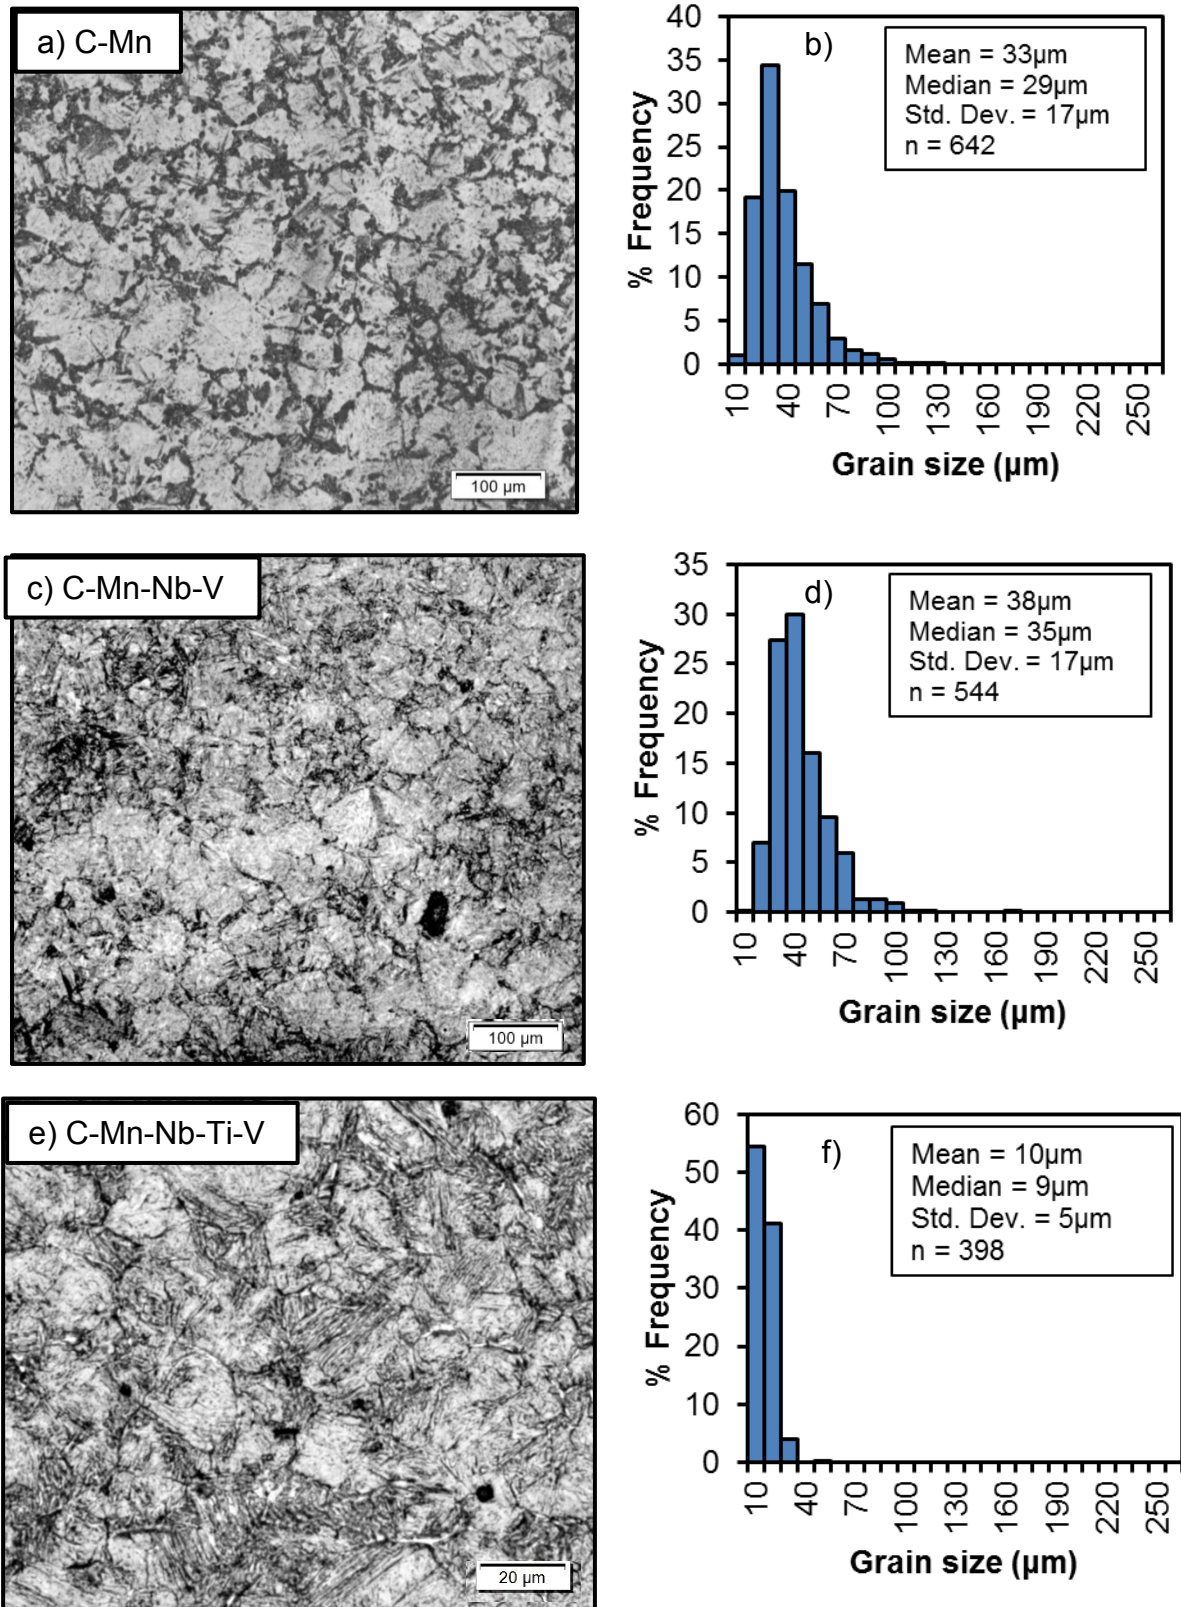 a) C-Mn
100 µm
b)
Mean = 33µm
Median = 29µm
Std. Dev. = 17µm
n = 642
% Frequency
40
35
30
25
20
15
10
5
0
10 40 70 100 130 160 190 220 250
Grain size (µm)
c) C-Mn-Nb-V
100 µm
d)
Mean = 38µm
Median = 35µm
Std. Dev. = 17µm
n = 544
% Frequency
35
30
25
20
15
10
5
0
10 40 70 100 130 160 190 220 250
Grain size (µm)
e) C-Mn-Nb-Ti-V
20 µm
f)
Mean = 10µm
Median = 9µm
Std. Dev. = 5µm
n = 398
% Frequency
60
50
40
30
20
10
0
10 40 70 100 130 160 190 220 250
Grain size (µm)